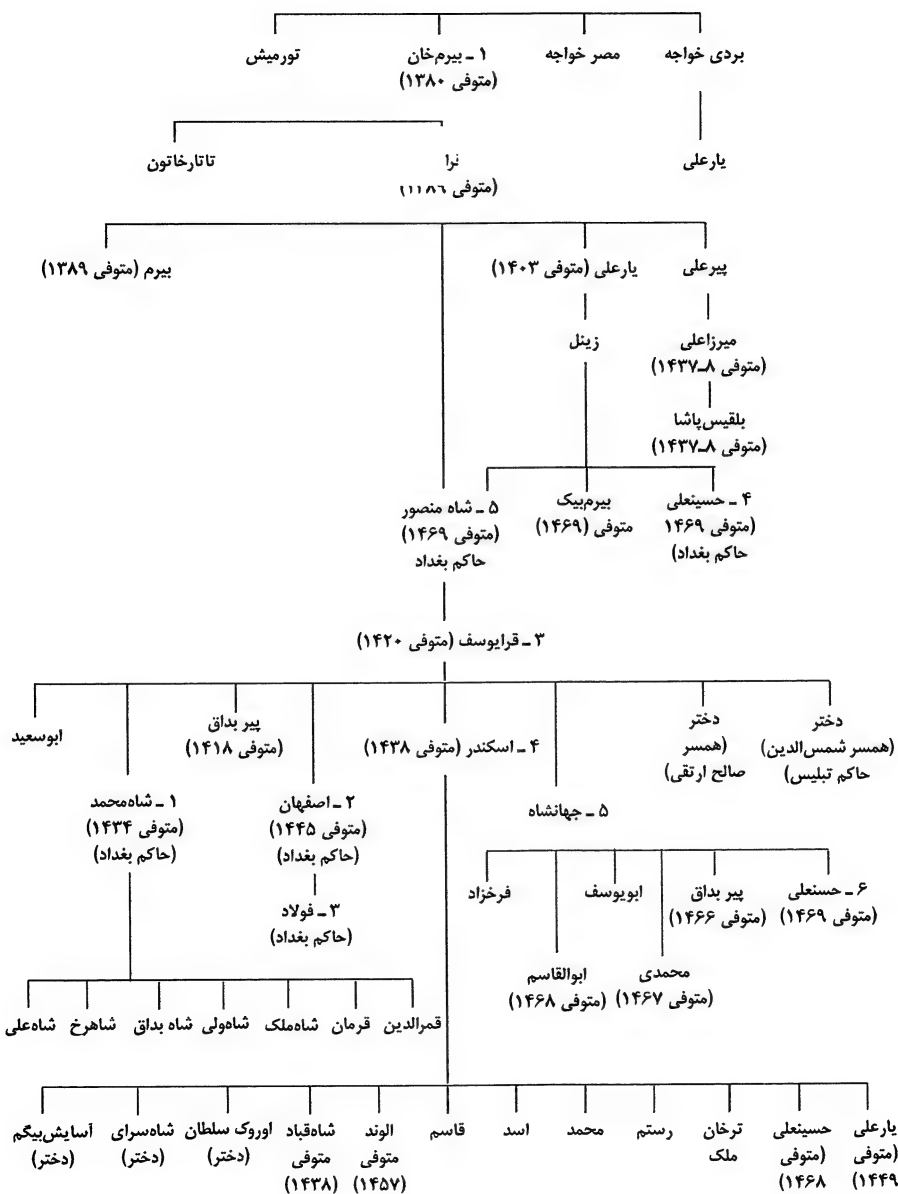 بردی خواجه
مصر خواجه
۱ ـ بیرم‌خان
(متوفی ۱۳۸۰)
تورمیش
یارعلی
(متوفی
تاتارخاتون
پیرعلی
یارعلی (متوفی ۱۴۰۳)
بیرم (متوفی ۱۳۸۹)
میرزاعلی
(متوفی ۸ـ۱۴۳۷)
زینل
بلقیس‌پاشا
(متوفی ۸ـ۱۴۳۷)
۴ ـ حسینعلی
(متوفی ۱۴۶۹
حاکم بغداد)
بیرم‌بیک
متوفی (۱۴۶۹)
۵ ـ شاه منصور
(متوفی ۱۴۶۹)
حاکم بغداد
۳ ـ قرایوسف (متوفی ۱۴۲۰)
دختر
(همسر شمس‌الدین)
حاکم تبلیس)
دختر
(همسر
صالح ارتقی)
۵ ـ جهانشاه
۴ ـ اسکندر (متوفی ۱۴۳۸)
۲ ـ اصفهان
(متوفی ۱۴۴۵)
(حاکم بغداد)
پیر بداق
(متوفی ۱۴۱۸)
۱ ـ شاه‌محمد
(متوفی ۱۴۳۴)
(حاکم بغداد)
ابوسعید
۶ ـ حسنعلی
(متوفی ۱۴۶۹)
پیر بداق
(متوفی ۱۴۶۶)
محمدی
(متوفی ۱۴۶۷)
ابویوسف
ابوالقاسم
(متوفی ۱۴۶۸)
فرخزاد
۳ ـ فولاد
(حاکم بغداد)
قمرالدین
قرمان
شاه‌ملک
شاه‌ولی
شاه بداق
شاهرخ
شاه‌علی
یارعلی
(متوفی
۱۴۴۹)
حسینعلی
(متوفی
۱۴۶۸
ترخان
ملک
رستم
محمد
اسد
قاسم
الوند
متوفی
(۱۴۵۷)
شاه‌قباد
متوفی
(۱۴۳۸)
اوروک سلطان
(دختر)
شاه‌سرای
(دختر)
آسایش‌بیگم
(دختر)